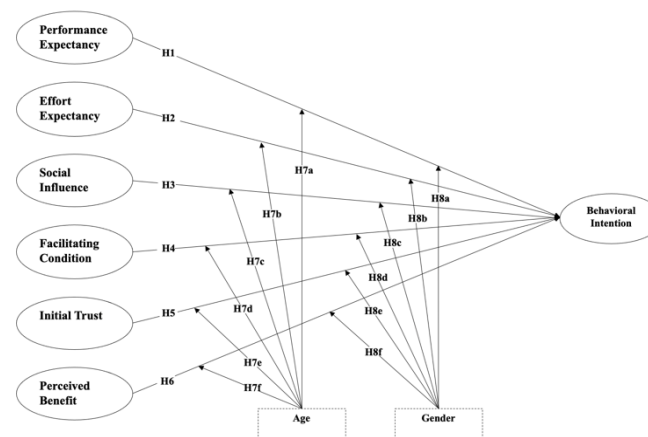 Performance
Expectancy
H1
Effort
Expectancy
H2
H7a
Social
Influence
H3
H8a
H7b
H8b
Behavioral
Intention
H8c
Facilitating
Condition
H4
H7c
H8d
Initial Trust
H5
H7d
H8e
H8f
H7e
Perceived
Benefit
H6
H7f
Age
Gender